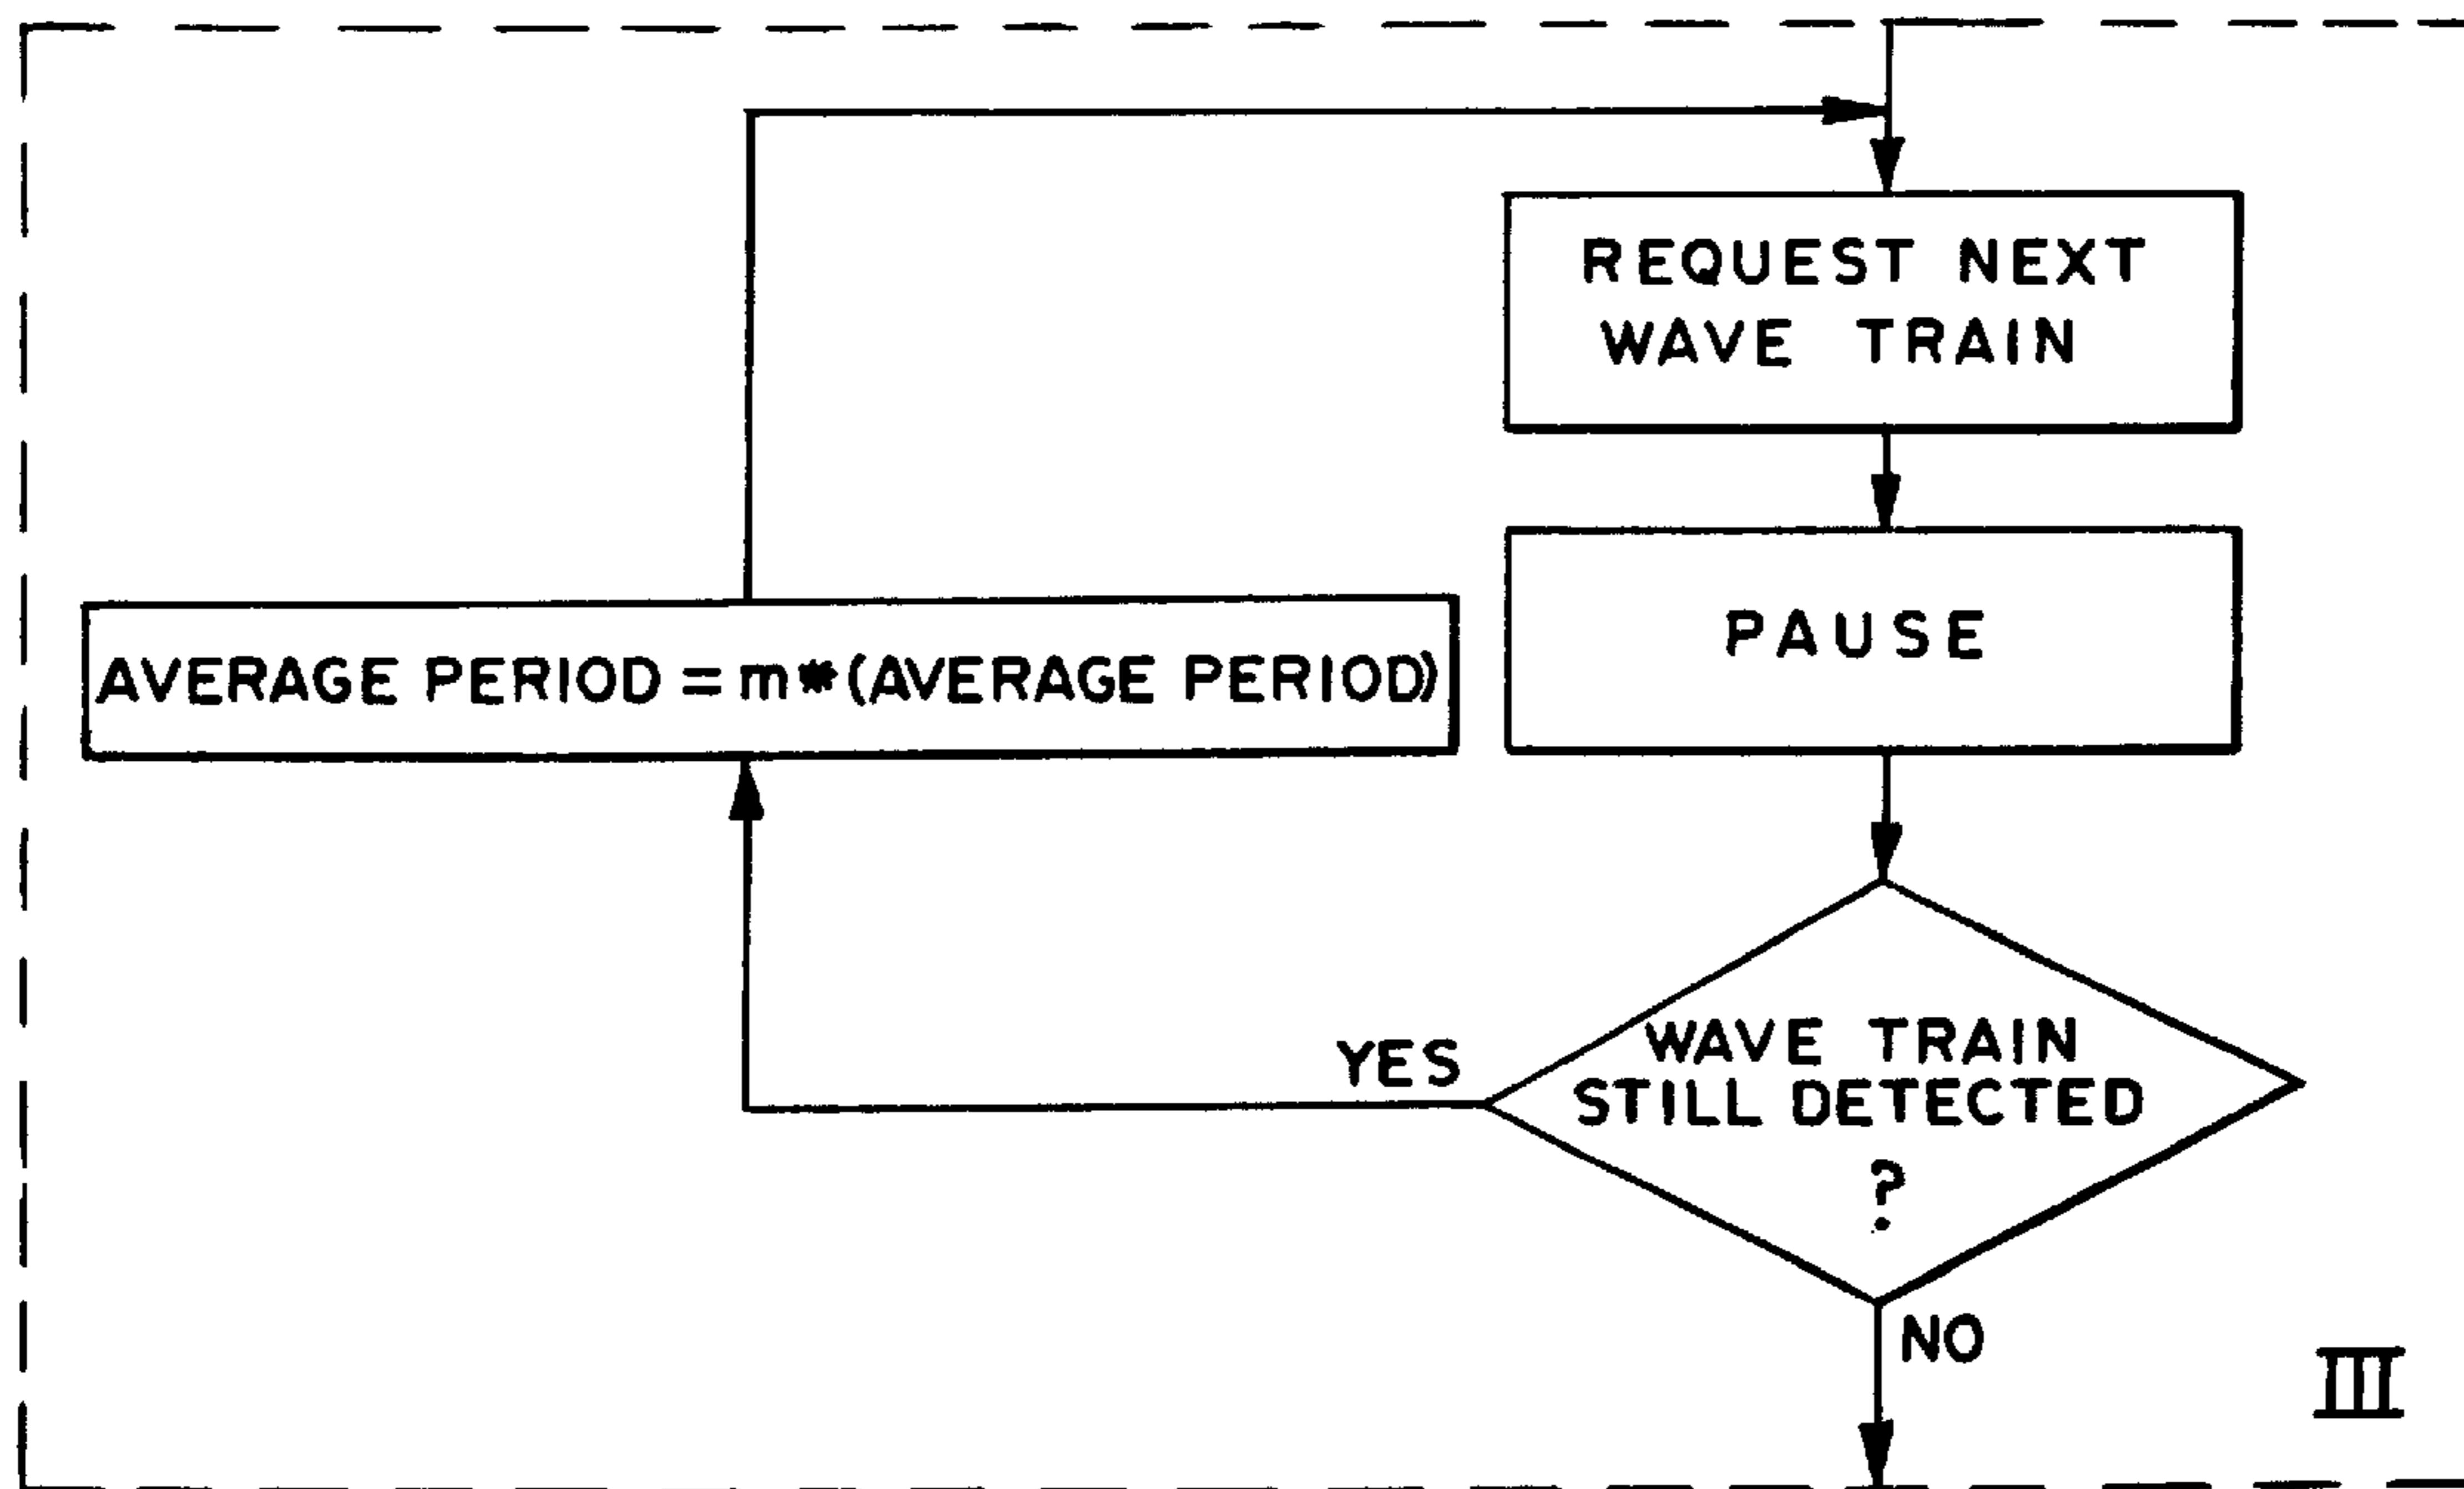 REQUEST NEXT
WAVE TRAIN
PAUSE
AVERAGE PERIOD = m*(AVERAGE PERIOD)
WAVE TRAIN
STILL DETECTED
?
YES
NO
III